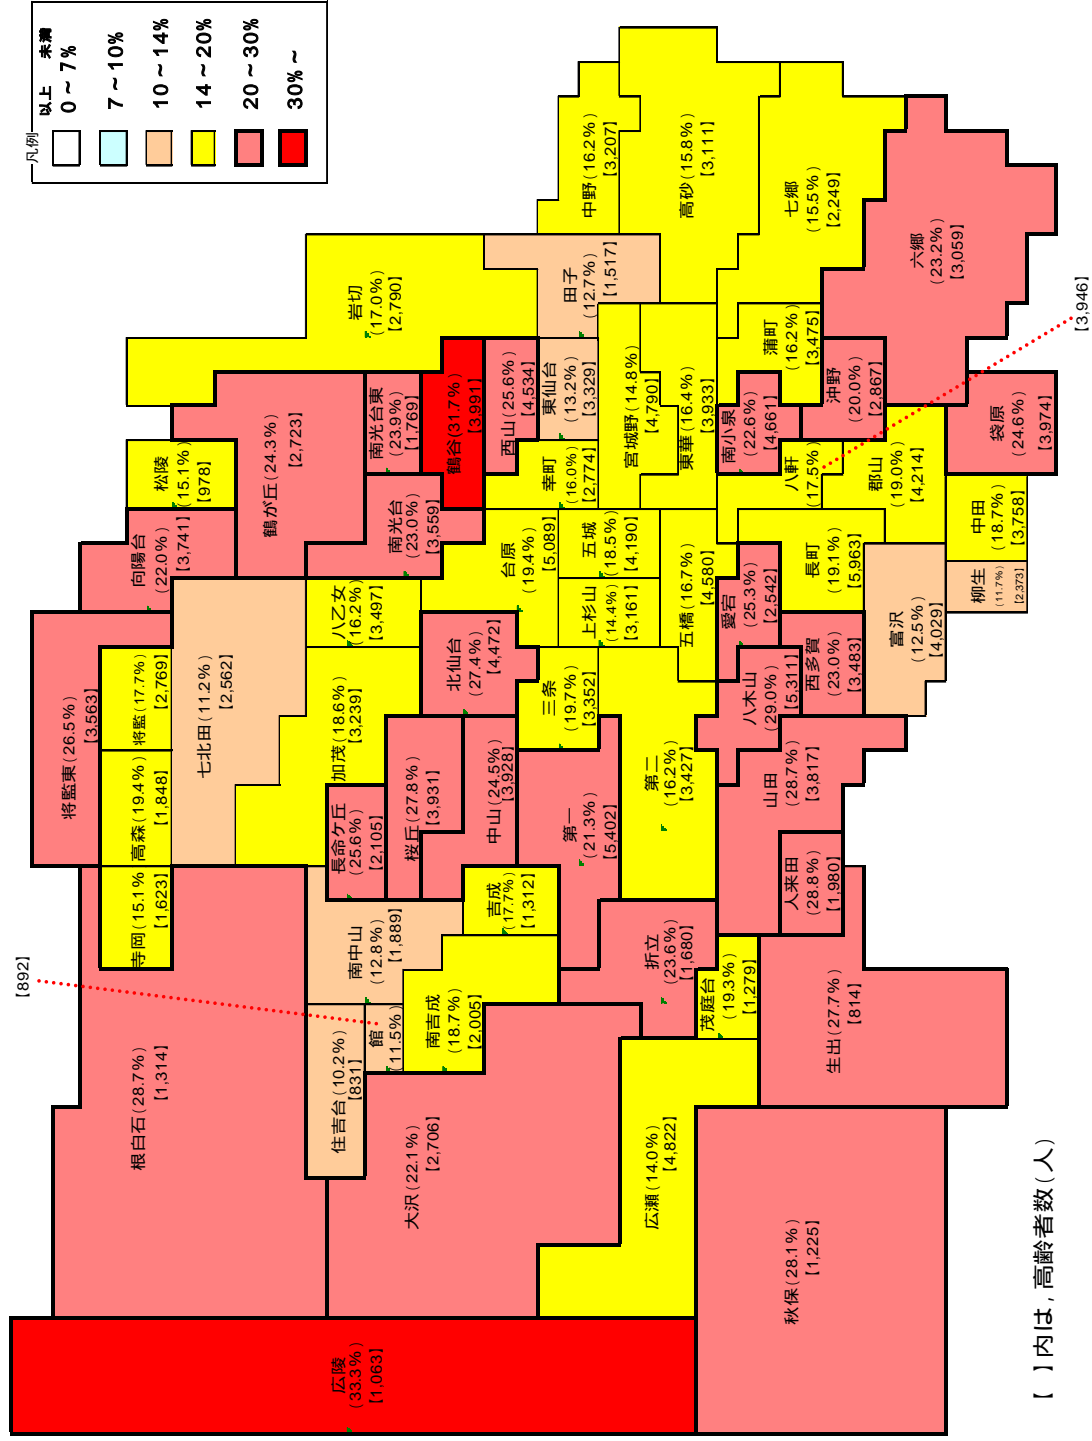 凡例
以上 未満
0～7%
7～10%
10～14%
14～20%
20～30%
30%～
中野(16.2%)
【3,207】
高砂(15.8%)
【3,111】
七郷
(15.5%)
【2,249】
六郷
(23.2%)
【3,059】
岩切
(17.0%)
【2,790】
田子
(12.7%)
【1,517】
蒲町
(16.2%)
【3,475】
沖野
(20.0%)
【2,867】
【3,946】
袋原
(24.6%)
【3,974】
鶴が丘(24.3%)
【2,723】
南光台東
(23.9%)
【1,769】
鶴谷(31.7%)
【3,991】
西山(25.6%)
【4,534】
東仙台
(13.2%)
【3,329】
宮城野(14.8%)
【4,790】
東華(16.4%)
【3,933】
南小泉
(22.6%)
【4,661】
松陵
(15.1%)
【978】
幸町
(16.0%)
【2,774】
八軒
(17.5%)
郡山
(19.0%)
【4,214】
向陽台
(22.0%)
【3,741】
南光台
(23.0%)
【3,559】
台原
(19.4%)
【5,089】
五城
(18.5%)
【4,190】
上杉山
(14.4%)
【3,161】
五橋(16.7%)
【4,580】
長町
(19.1%)
【5,963】
中田
(18.7%)
【3,758】
柳生
(11.7%)
【2,373】
八乙女
(16.2%)
【3,497】
愛宕
(25.3%)
【2,542】
富沢
(12.5%)
【4,029】
将監東(26.5%)
【3,563】
将監(17.7%)
【2,769】
七北田(11.2%)
【2,562】
北仙台
(27.4%)
【4,472】
三条
(19.7%)
【3,352】
八木山
(29.0%)
【5,311】
西多賀
(23.0%)
【3,483】
高森(19.4%)
【1,848】
加茂(18.6%)
【3,239】
長命ケ丘
(25.6%)
【2,105】
桜丘(27.8%)
【3,931】
中山(24.5%)
【3,928】
第一
(21.3%)
【5,402】
第二
(16.2%)
【3,427】
山田
(28.7%)
【3,817】
人来田
(28.8%)
【1,980】
寺岡(15.1%
【1,623】
吉成
(17.7%)
【1,312】
南中山
(12.8%)
【1,889】
折立
(23.6%)
【1,680】
茂庭台
(19.3%)
【1,279】
【892】
館
(11.5%)
南吉成
(18.7%)
【2,005】
生出(27.7%)
【814】
根白石(28.7%)
【1,314】
住吉台(10.2%)
【831】
大沢(22.1%)
【2,706】
広瀬(14.0%)
【4,822】
秋保(28.1%)
【1,225】
広陵
(33.3%)
【1,063】
【 】内は,高齢者数(人)